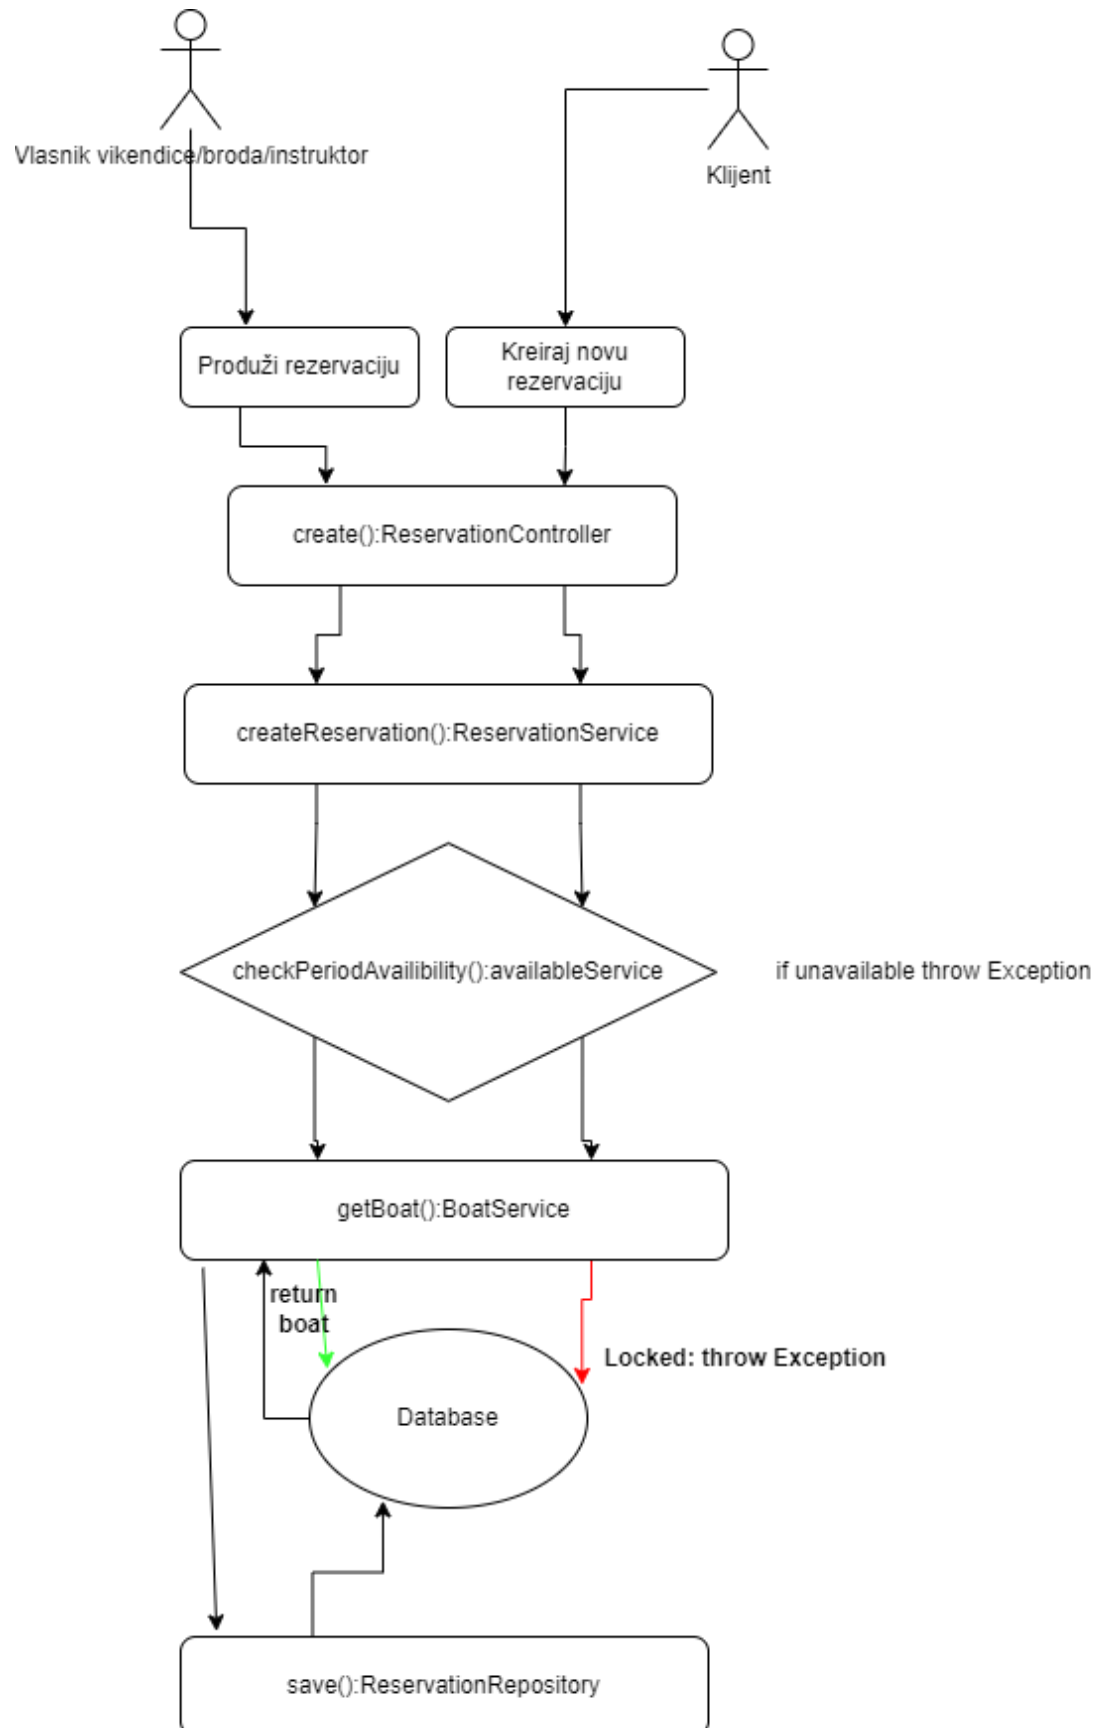 Vlasnik vikendice/broda/instruktor
Klijent
Produži rezervaciju
Kreiraj novu
rezervaciju
create():ReservationController
createReservation():ReservationService
checkPeriodAvailibility():availableService
if unavailable throw Exception
getBoat():BoatService
return
boat
Locked: throw Exception
Database
save():ReservationRepository